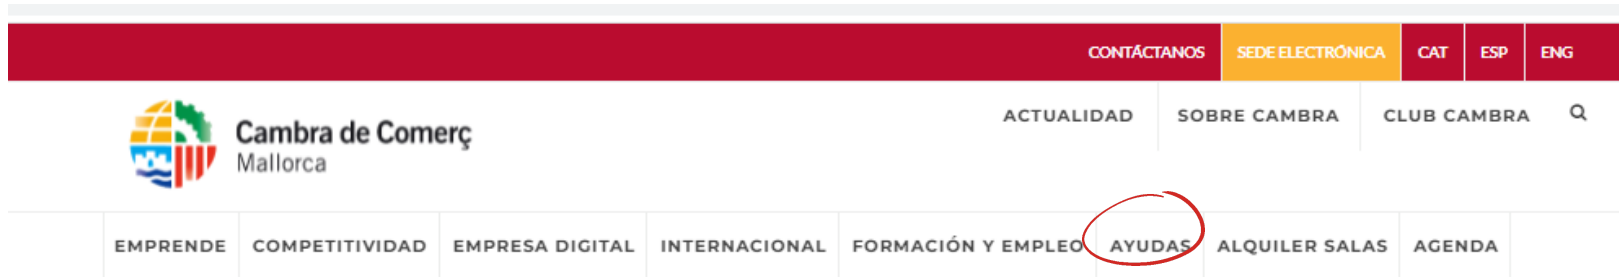 CONTÁCTANOS SEDE ELECTRÓNICA CAT ESP ENG
ACTUALIDAD SOBRE CAMBRA CLUB CAMBRA
Cambra de Comerç
Mallorca
EMPRENDE COMPETITIVIDAD EMPRESA DIGITAL INTERNACIONAL FORMACIÓN Y EMPLEO AYUDAS ALQUILER SALAS AGENDA